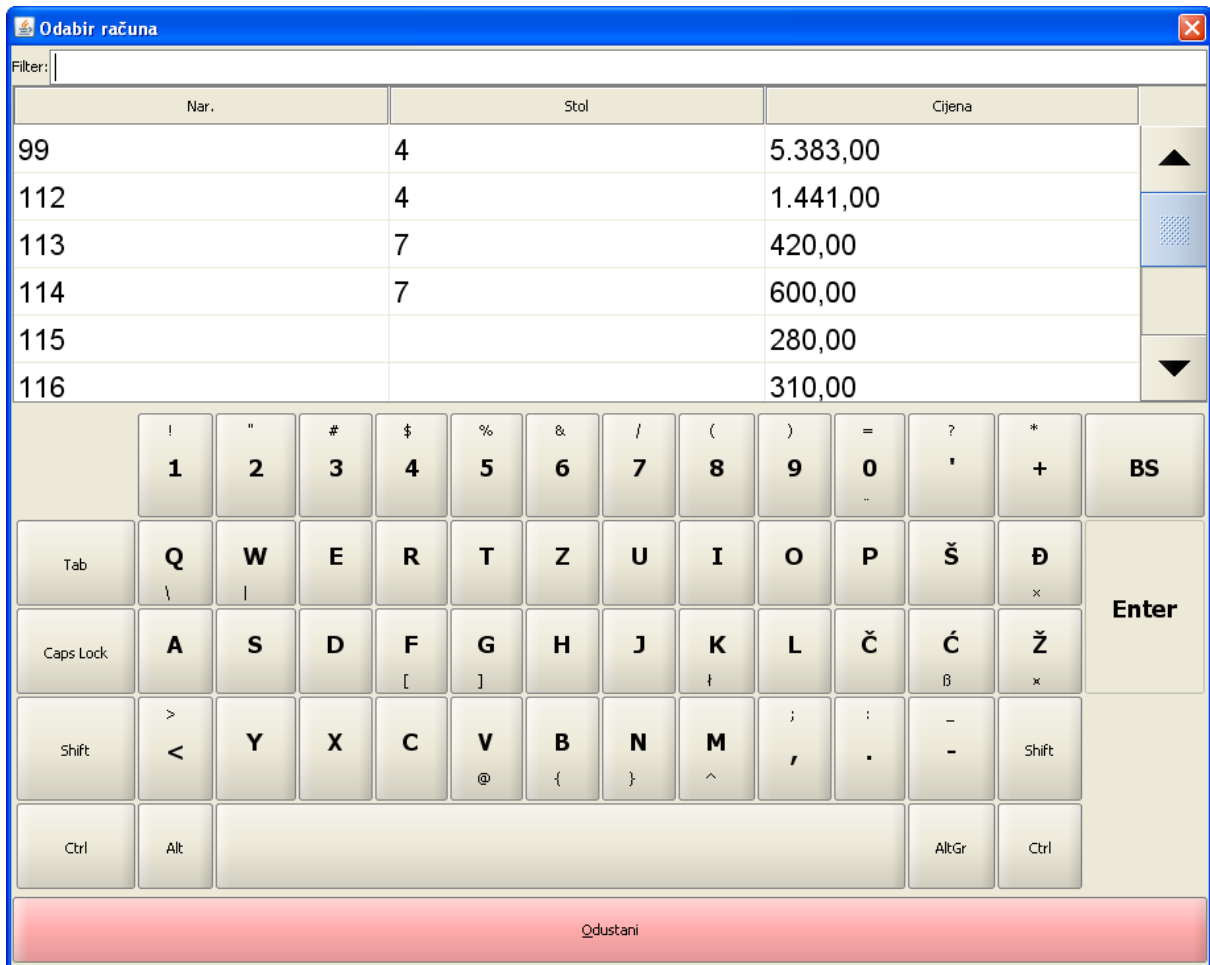 Odabir računa
Filter:
Nar. Stol Cijena
99 4 5.383,00
112 4 1.441,00
113 7 420,00
114 7 600,00
115 280,00
116 310,00
! " # $ % & / ( ) = ? *
1 2 3 4 5 6 7 8 9 0 ' + BS
¨
Tab Q W E R T Z U I O P Š Đ
\ | ×
Enter
Caps Lock A S D F G H J K L Č Ć Ž
[ ] ł ß ¤
> ; : _
Shift < Y X C V B N M , . - Shift
@ { } ^
Ctrl Alt AltGr Ctrl
Odustani